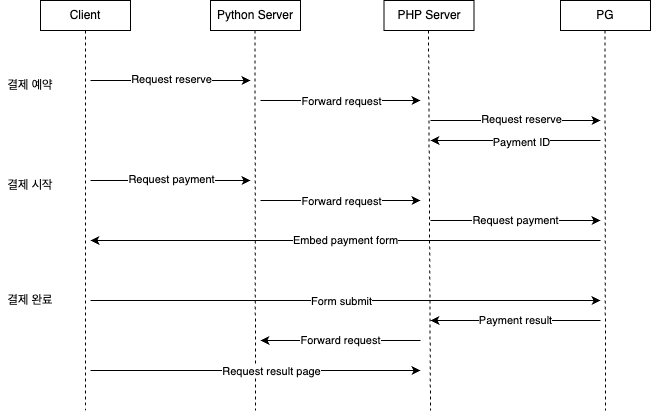 Client
Python Server
PHP Server
PG
결제 예약
Request reserve
Forward request
Request reserve
Payment ID
결제 시작
Request payment
Forward request
Request payment
Embed payment form
결제 완료
Form submit
Payment result
Forward request
Request result page